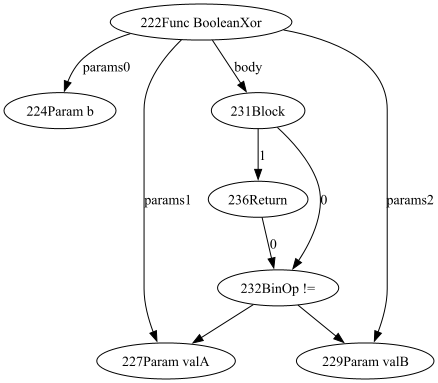 222Func BooleanXor
params0
body
224Param b
231Block
1
params1
236Return
0
params2
0
232BinOp !=
227Param valA
229Param valB